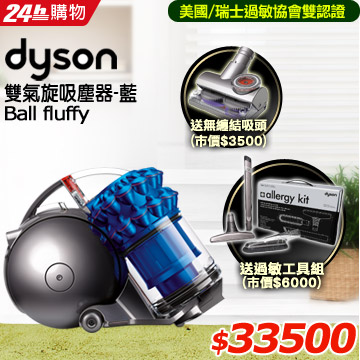 24h購物
美國/瑞士過敏協會雙認證
dyson
雙氣旋吸塵器-藍
Ball fluffy
送無纏結吸頭
(市價$3500)
dyson
allergy kit
送過敏工具組
(市價$6000)
$33500